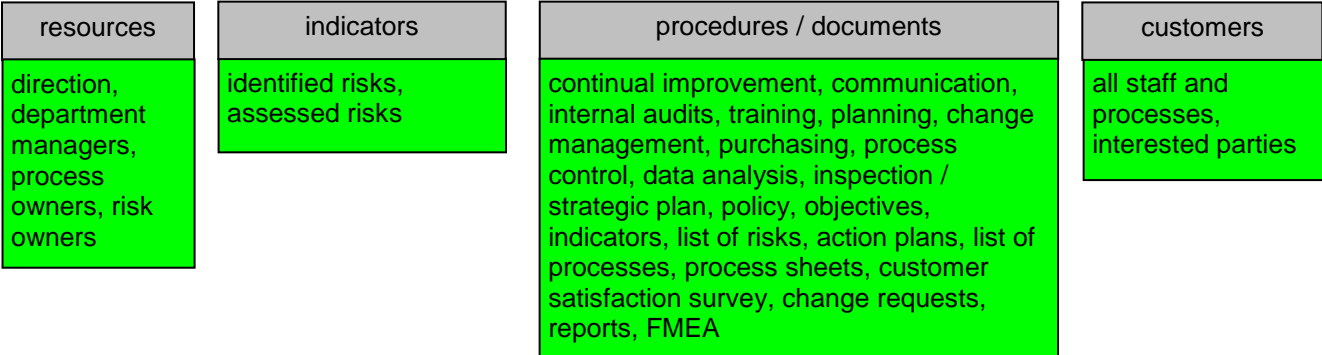 resources
direction,
department
managers,
process
owners, risk
owners
indicators
identified risks,
assessed risks
procedures / documents
continual improvement, communication,
internal audits, training, planning, change
management, purchasing, process
control, data analysis, inspection /
strategic plan, policy, objectives,
indicators, list of risks, action plans, list of
processes, process sheets, customer
satisfaction survey, change requests,
reports, FMEA
customers
all staff and
processes,
interested parties